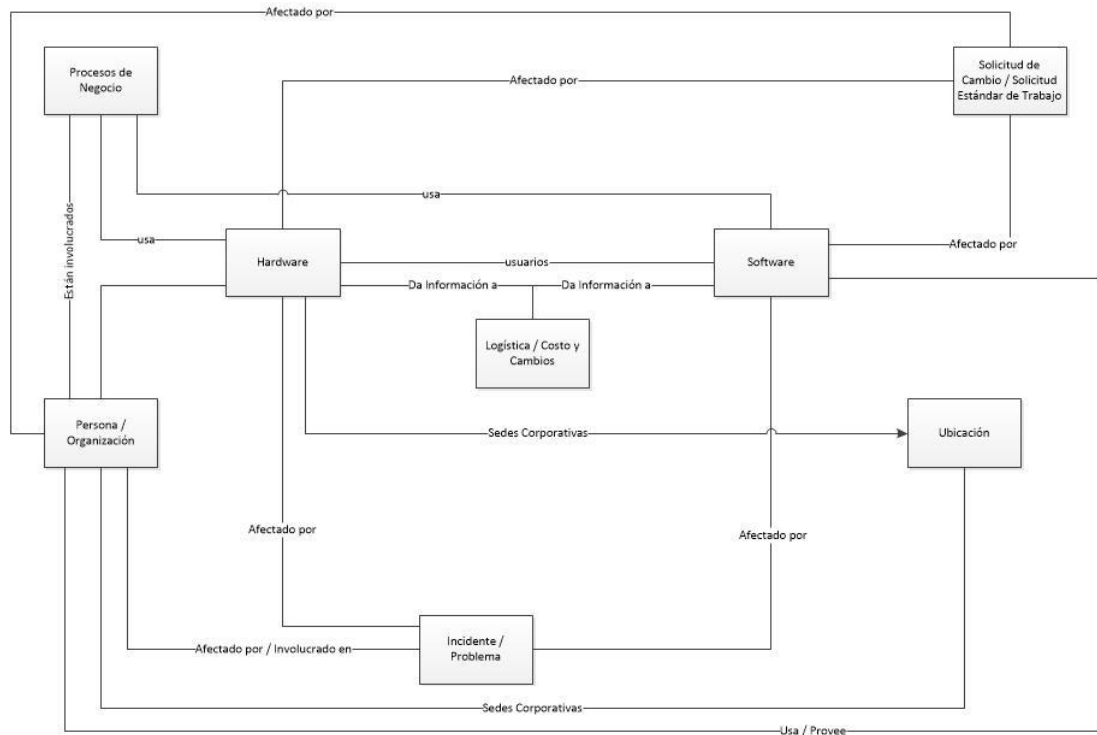 Afectado por
Procesos de
Negocio
Solicitud de
Cambio / Solicitud
Estándar de Trabajo
Afectado por
usa
Están involucrados
usa
Afectado por
Hardware
usuarios
Software
Da Información a
Da Información a
Logística / Costo y
Cambios
Persona /
Organización
Sedes Corporativas
Ubicación
Afectado por
Afectado por
Afectado por / Involucrado en
Incidente /
Problema
Sedes Corporativas
Usa / Provee